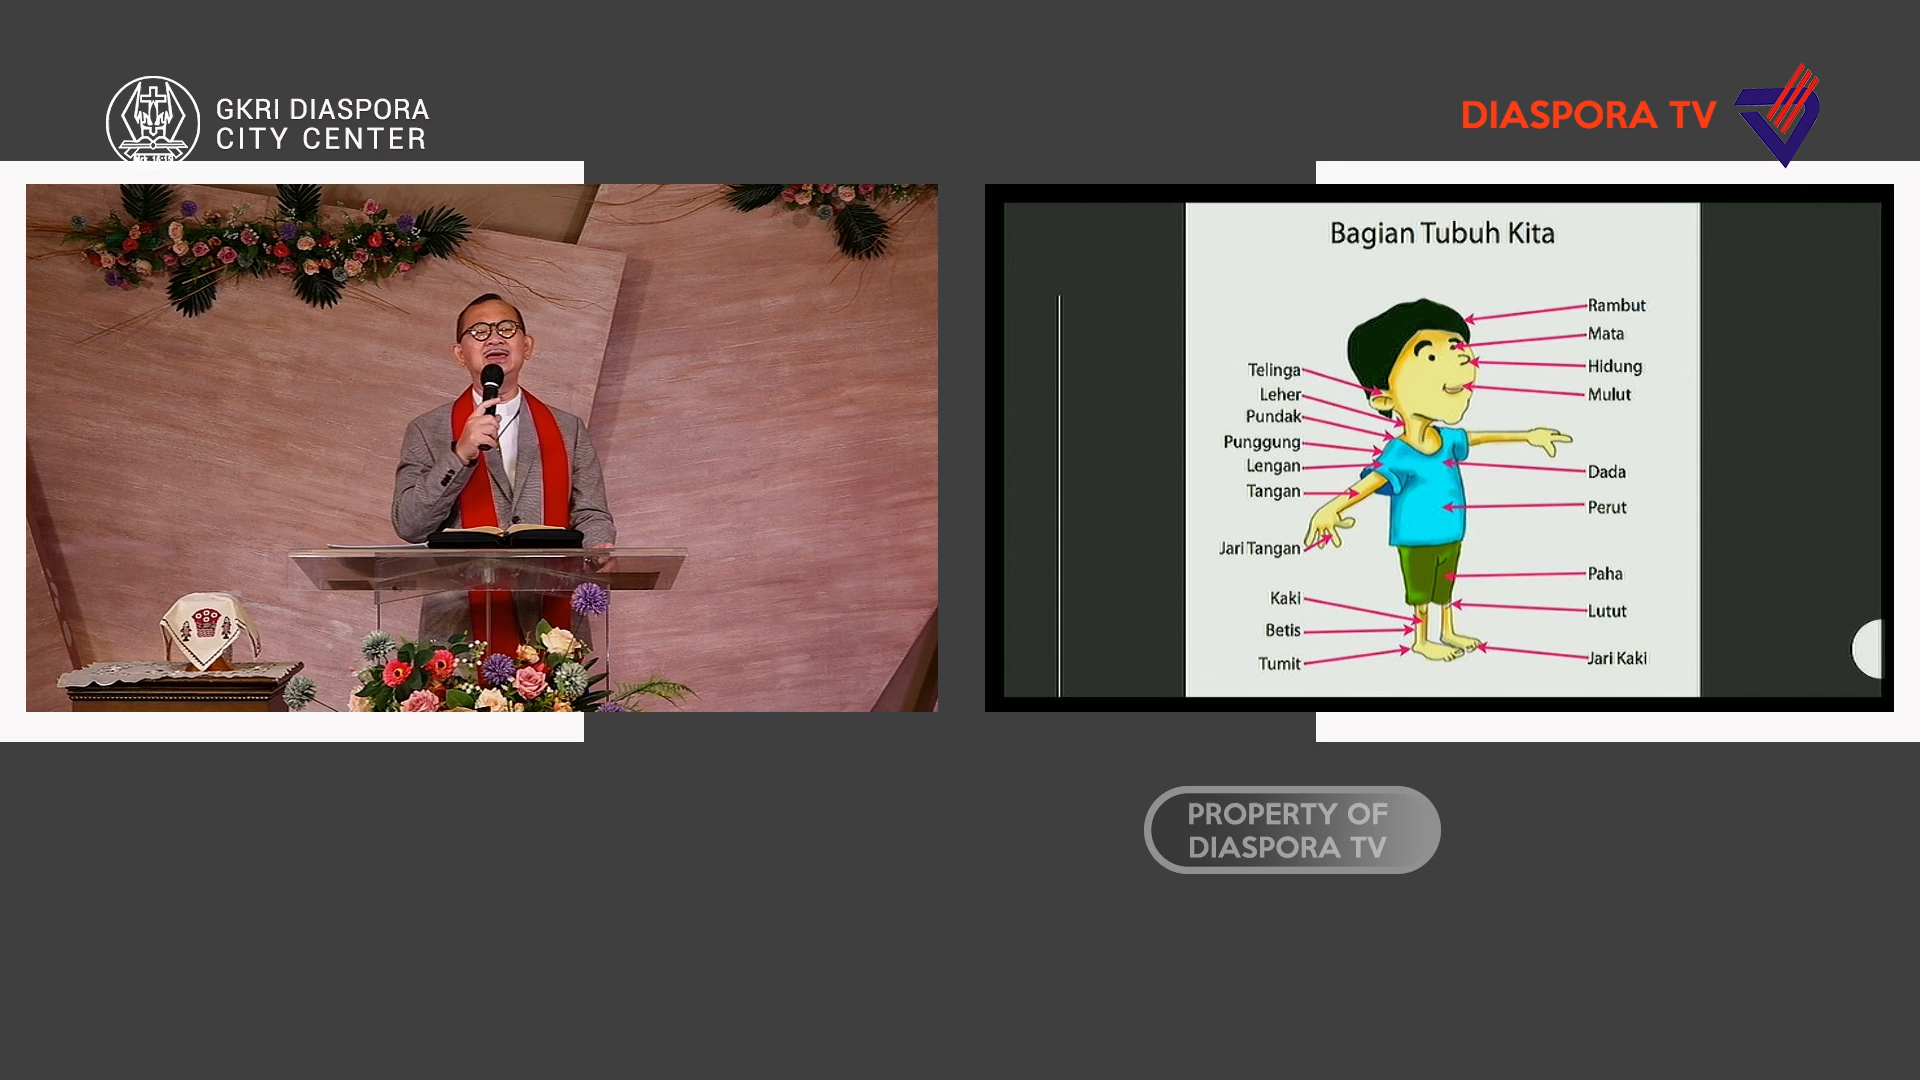 GKRI DIASPORA
CITY CENTER
DIASPORA TV
Bagian Tubuh Kita
Rambut
Mata
Hidung
Mulut
Telinga
Leher
Pundak
Punggung
Lengan
Tangan
Jari Tangan
Kaki
Betis
Tumit
Dada
Perut
Paha
Lutut
Jari Kaki
PROPERTY OF
DIASPORA TV